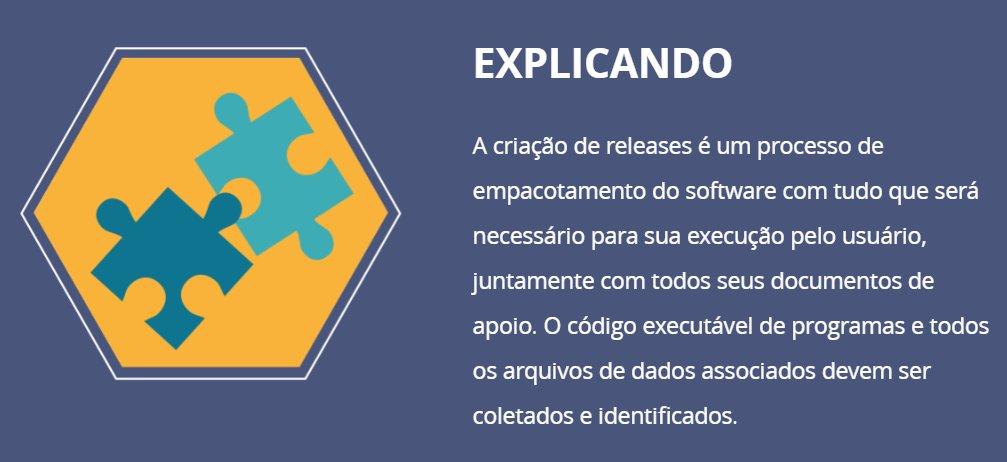 EXPLICANDO
A criação de releases é um processo de
empacotamento do software com tudo que será
necessário para sua execução pelo usuário,
juntamente com todos seus documentos de
apoio. O código executável de programas e todos
os arquivos de dados associados devem ser
coletados e identificados.